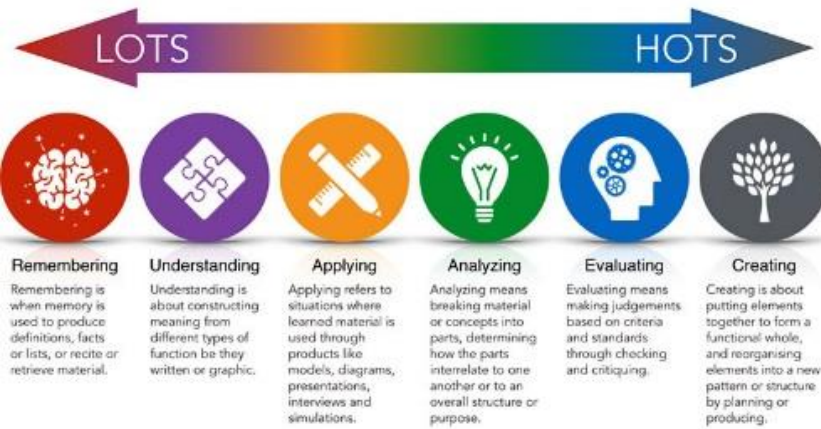 LOTS
HOTS
Remembering
Remembering is
when memory is
used to produce
definitions, facts
or lists, or recite or
retrieve material.
Understanding
Understanding is
about constructing
meaning from
different types of
function be they
written or graphic.
Applying
Applying refers to
situations where
learned material is
used through
products like
models, diagrams,
presentations,
interviews and
simulations.
Analyzing
Analyzing means
breaking material
or concepts into
parts, determining
how the parts
interrelate to one
another or to an
overall structure or
purpose.
Evaluating
Evaluating means
making judgements
based on criteria
and standards
through checking
and critiquing.
Creating
Creating is about
putting elements
together to form a
functional whole,
and reorganising
elements into a new
pattern or structure
by planning or
producing.